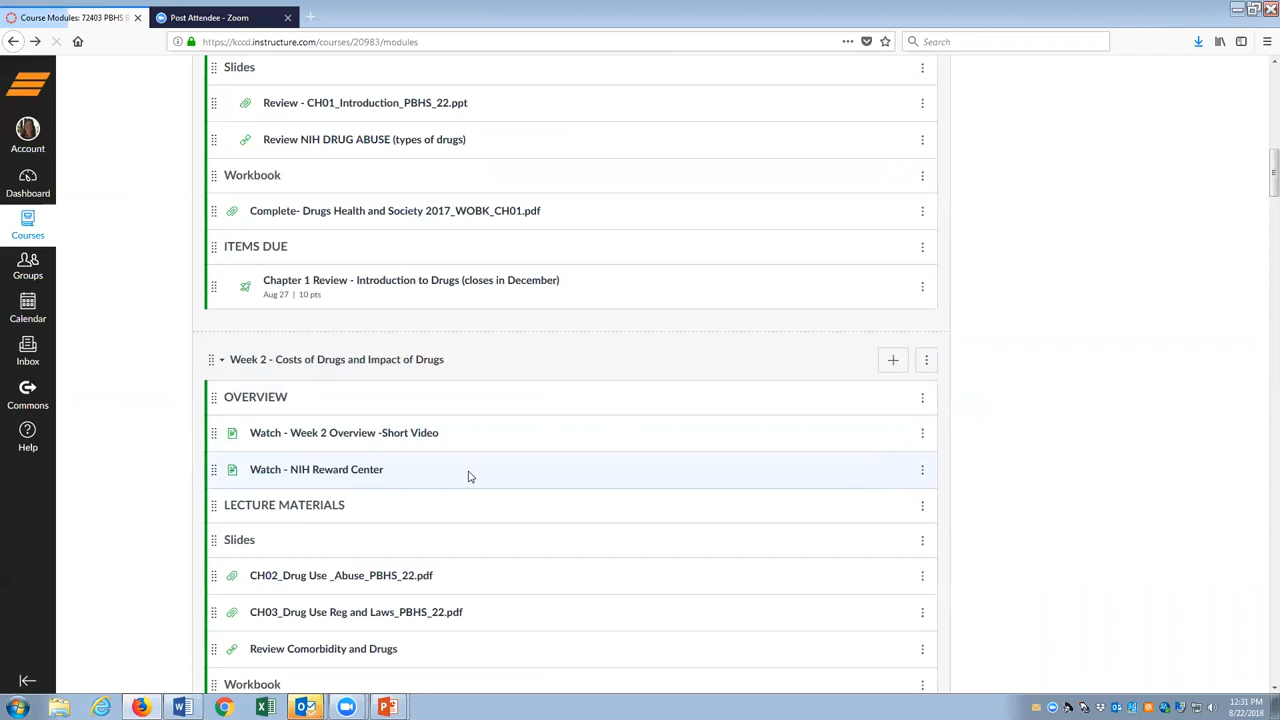 Course Modules: 72403 PBHS B
Post Attendee - Zoom
https://kccd.instructure.com/courses/20983/modules
Search
Account
Dashboard
Courses
Groups
Calendar
Inbox
Commons
Help
Slides
Review - CH01_Introduction_PBHS_22.ppt
Review NIH DRUG ABUSE (types of drugs)
Workbook
Complete- Drugs Health and Society 2017_WOBK_CH01.pdf
ITEMS DUE
Chapter 1 Review - Introduction to Drugs (closes in December)
Aug 27 | 10 pts
Week 2 - Costs of Drugs and Impact of Drugs
OVERVIEW
Watch - Week 2 Overview -Short Video
Watch - NIH Reward Center
LECTURE MATERIALS
Slides
CH02_Drug Use _Abuse_PBHS_22.pdf
CH03_Drug Use Reg and Laws_PBHS_22.pdf
Review Comorbidity and Drugs
Workbook
12:31 PM
8/22/2018